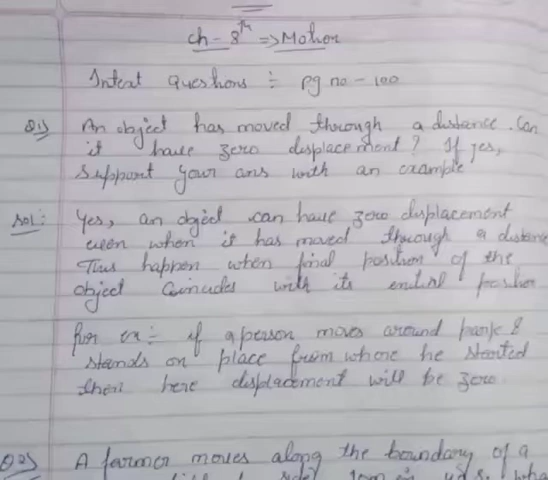 ch - 8th => Motion
Intext Questions ÷ pg no - 100
Q1) An object has moved through a distance. Can
it have zero displacement? If yes,
support your ans with an example
sol: Yes, an object can have zero displacement
even when it has moved through a distance
This happen when final position of the
object coincides with its initial position
for ex ÷ if a person moves around park &
stands on place from where he started
then here displacement will be zero.
Q2) A farmer moves along the boundary of a